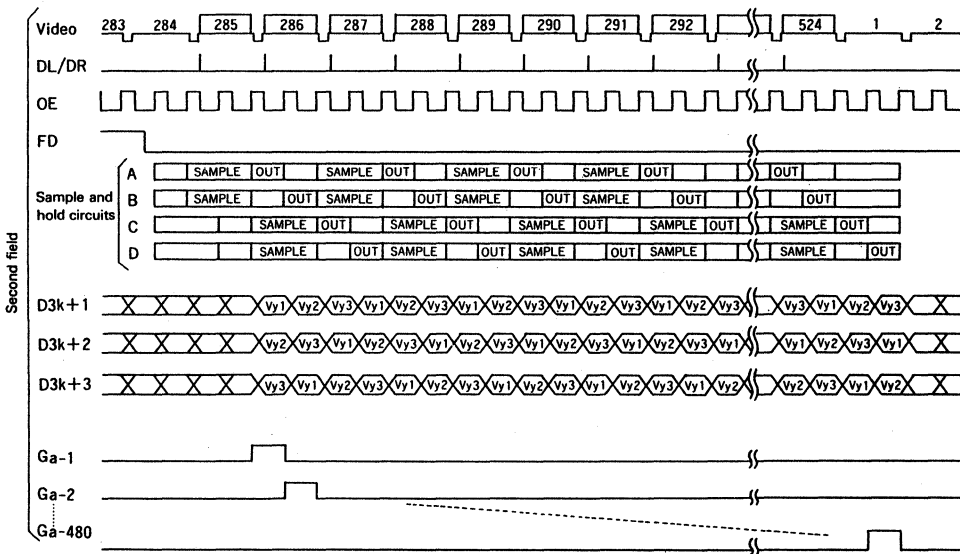 Second field
Video 283 284 285 286 287 288 289 290 291 292 524 1 2
DL/DR
OE
FD
Sample and hold circuits
A SAMPLE OUT SAMPLE OUT SAMPLE OUT SAMPLE OUT OUT
B SAMPLE OUT SAMPLE OUT SAMPLE OUT SAMPLE OUT OUT
C SAMPLE OUT SAMPLE OUT SAMPLE OUT SAMPLE OUT SAMPLE OUT
D SAMPLE OUT SAMPLE OUT SAMPLE OUT SAMPLE OUT SAMPLE OUT
D3k+1 Vy1 Vy2 Vy3 Vy1 Vy2 Vy3 Vy1 Vy2 Vy3 Vy1 Vy2 Vy3 Vy1 Vy2 Vy3 Vy3 Vy1 Vy2 Vy3
D3k+2 Vy2 Vy3 Vy1 Vy2 Vy3 Vy1 Vy2 Vy3 Vy1 Vy2 Vy3 Vy1 Vy2 Vy3 Vy1 Vy1 Vy2 Vy3 Vy1
D3k+3 Vy3 Vy1 Vy2 Vy3 Vy1 Vy2 Vy3 Vy1 Vy2 Vy3 Vy1 Vy2 Vy3 Vy1 Vy2 Vy2 Vy3 Vy1 Vy2
Ga-1
Ga-2
Ga-480